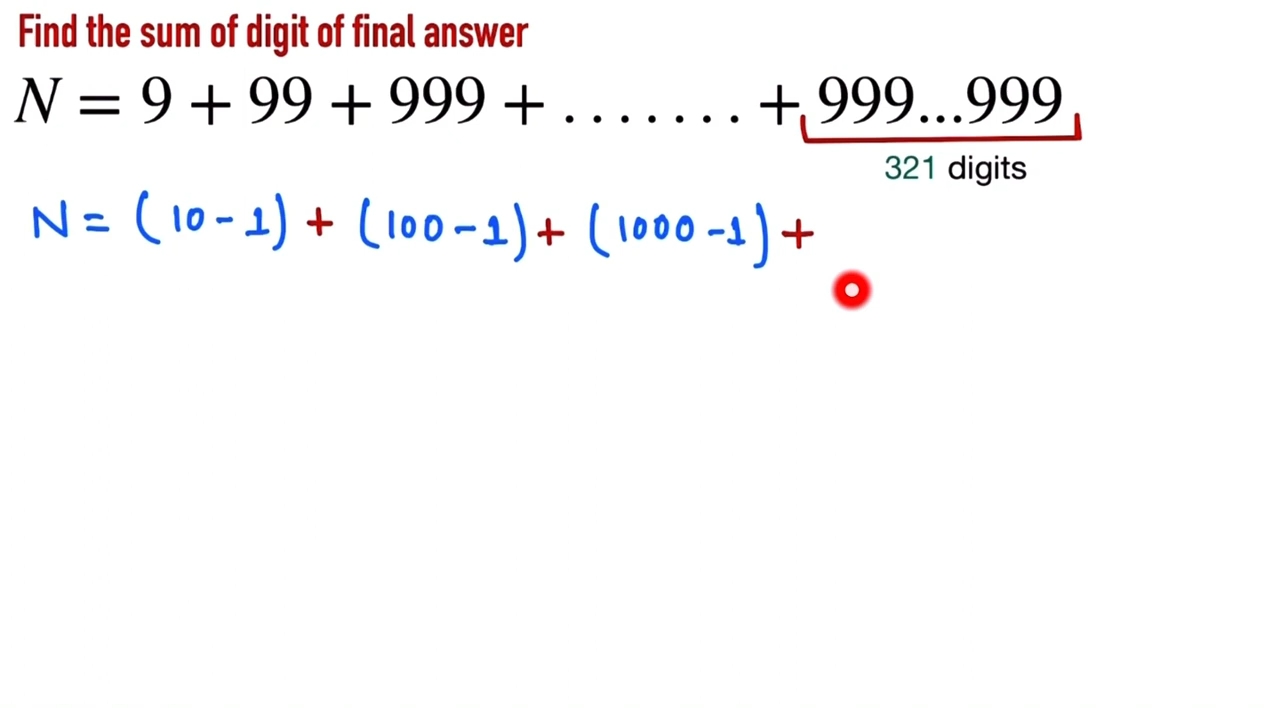 Find the sum of digit of final answer
N = 9 + 99 + 999 + ....... + 999...999
321 digits
N = (10 - 1) + (100 - 1) + (1000 - 1) +